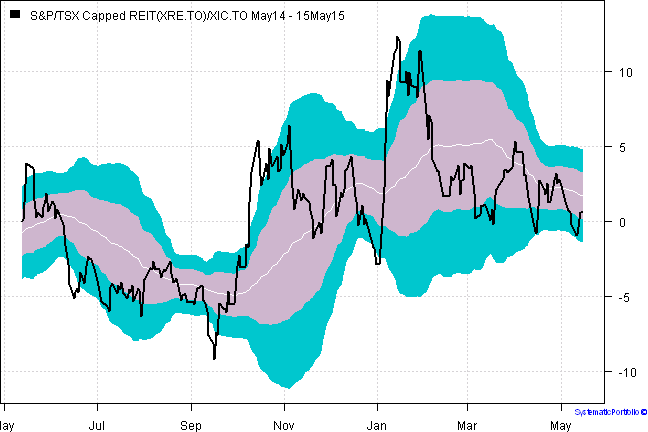 S&P/TSX Capped REIT(XRE.TO)/XIC.TO May14 - 15May15
10
5
0
-5
-10
May Jul Sep Nov Jan Mar May
SystematicPortfolio ©